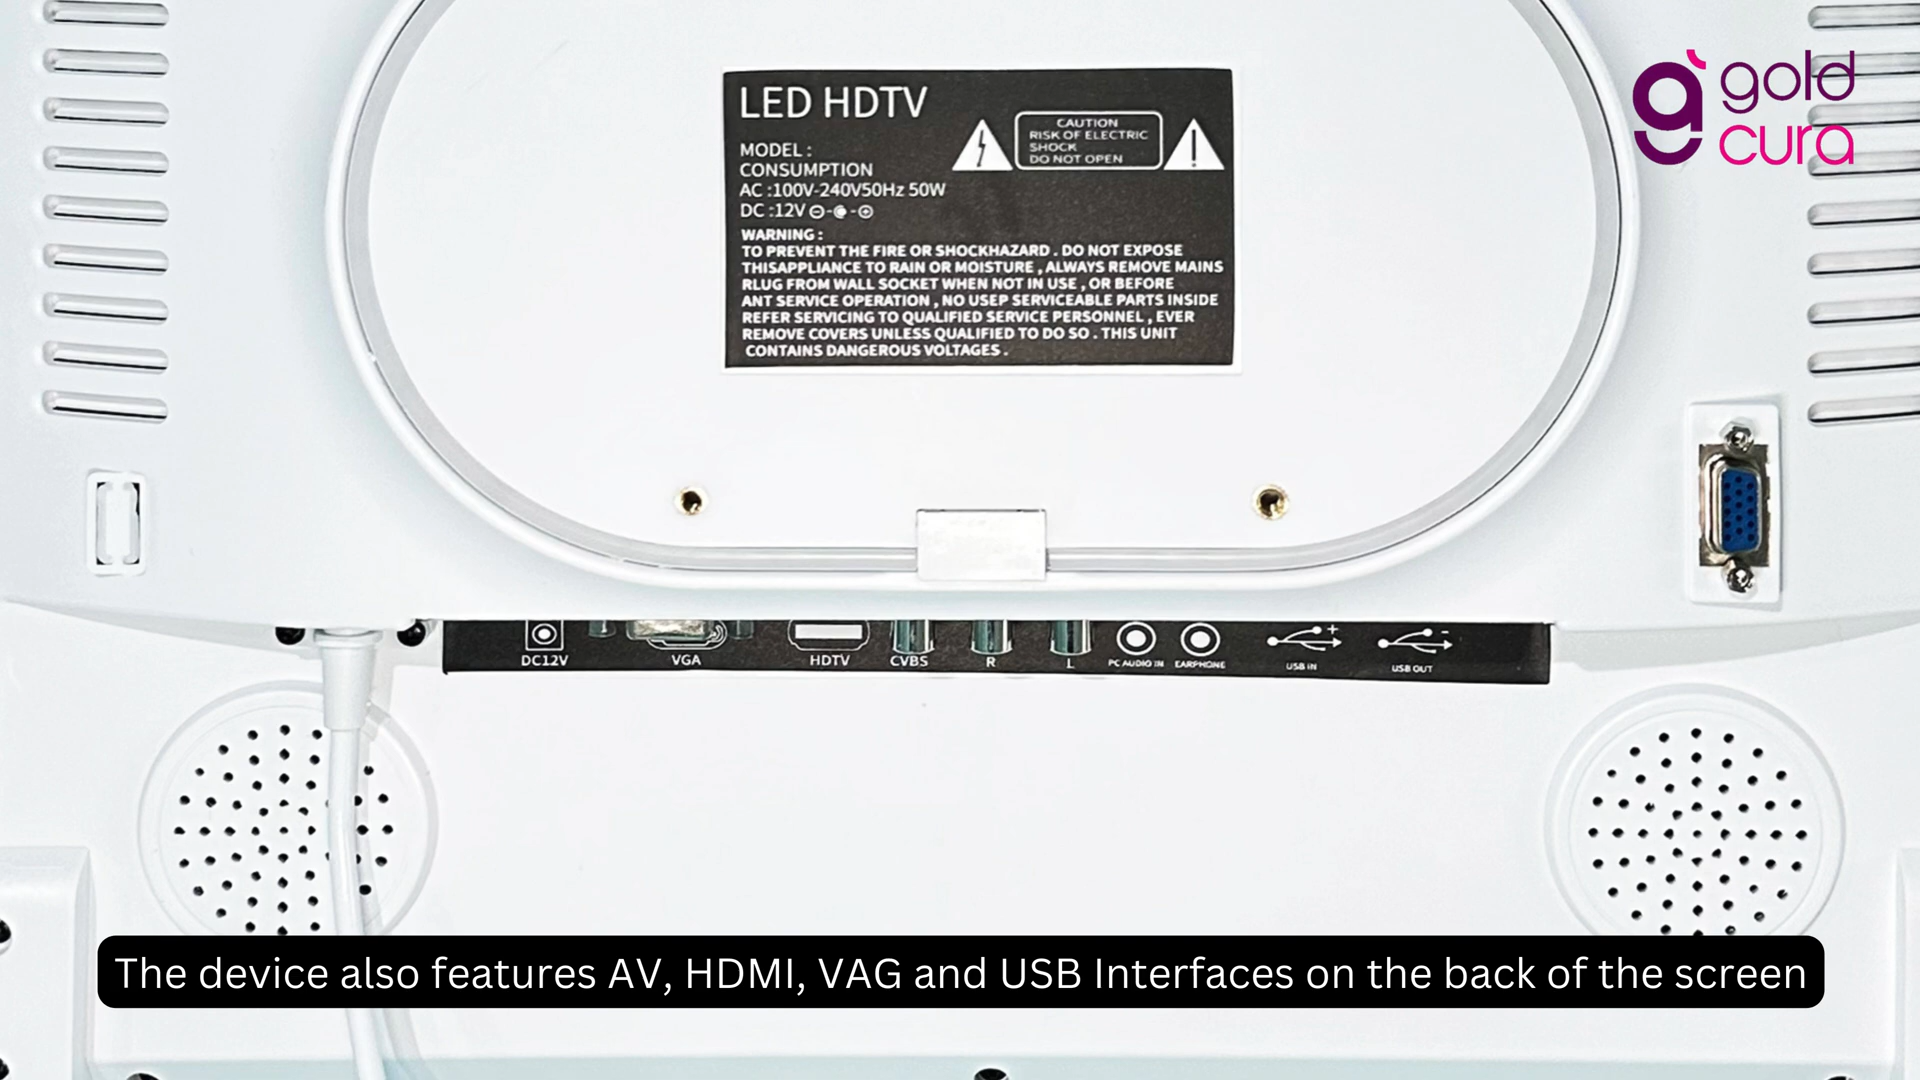 gold
cura
LED HDTV
MODEL :
CONSUMPTION
AC :100V-240V50Hz 50W
DC :12V
CAUTION
RISK OF ELECTRIC
SHOCK
DO NOT OPEN
WARNING :
TO PREVENT THE FIRE OR SHOCKHAZARD . DO NOT EXPOSE
THISAPPLIANCE TO RAIN OR MOISTURE , ALWAYS REMOVE MAINS
RLUG FROM WALL SOCKET WHEN NOT IN USE , OR BEFORE
ANT SERVICE OPERATION , NO USEP SERVICEABLE PARTS INSIDE
REFER SERVICING TO QUALIFIED SERVICE PERSONNEL , EVER
REMOVE COVERS UNLESS QUALIFIED TO DO SO . THIS UNIT
CONTAINS DANGEROUS VOLTAGES .
DC12V VGA HDTV CVBS R L PC AUDIO IN EARPHONE USB IN USB OUT
The device also features AV, HDMI, VAG and USB Interfaces on the back of the screen